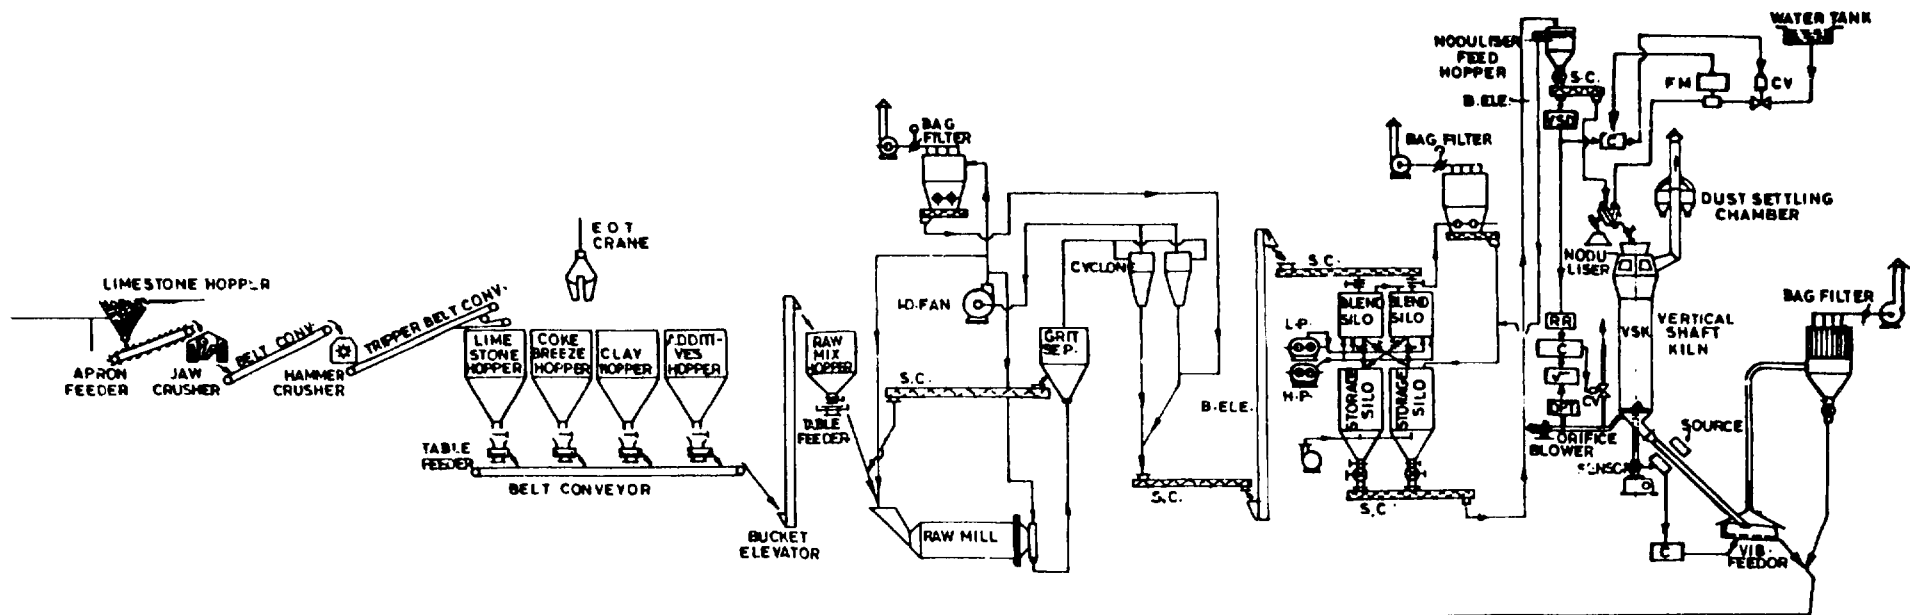 LIMESTONE HOPPER
APRON
FEEDER
JAW
CRUSHER
BELT CONV.
HAMMER
CRUSHER
TRIPPER BELT CONV.
E O T
CRANE
LIME
STONE
HOPPER
COKE
BREEZE
HOPPER
CLAY
HOPPER
ADDITI-
VES
HOPPER
TABLE
FEEDER
BELT CONVEYOR
BUCKET
ELEVATOR
RAW
MIX
HOPPER
TABLE
FEEDER
BAG
FILTER
I·D.FAN
S.C.
RAW MILL
GRIT
SEP.
CYCLONE
S.C.
B.ELE.
S.C.
BLEND
SILO
BLEND
SILO
L.P.
H.P.
STORAGE
SILO
STORAGE
SILO
S.C
BAG FILTER
NODULISER
FEED
HOPPER
B.ELE.
S.C.
VSD
C
FM
CV
WATER TANK
DUST SETTLING
CHAMBER
NODU
LISER
VSK
VERTICAL
SHAFT
KILN
RR
C
√
DPT
CV
ORIFICE
BLOWER
SOURCE
C
VIB.
FEEDOR
BAG FILTER